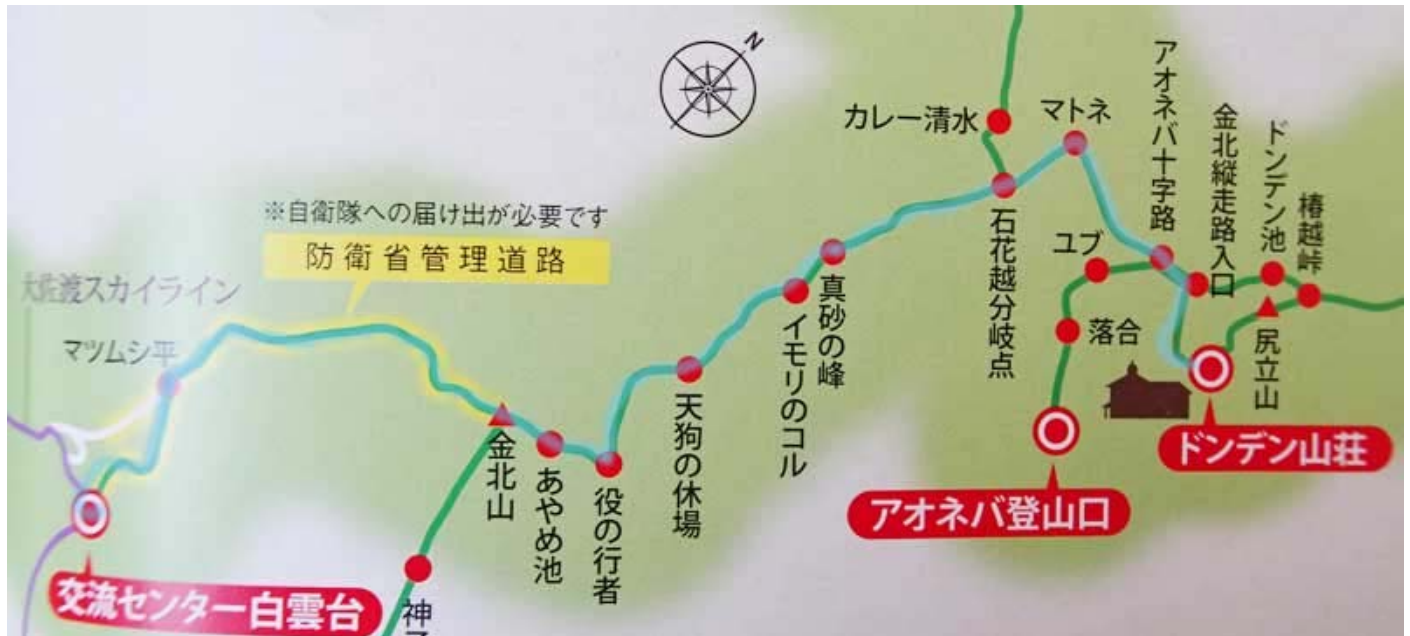 N
カレー清水
マトネ
アオネバ十字路
金北縦走路入口
ドンデン池
椿越峠
※自衛隊への届け出が必要です
防衛省管理道路
大佐渡スカイライン
マツムシ平
金北山
あやめ池
役の行者
天狗の休場
イモリのコル
真砂の峰
石花越分岐点
ユブ
落合
尻立山
ドンデン山荘
アオネバ登山口
交流センター白雲台
神